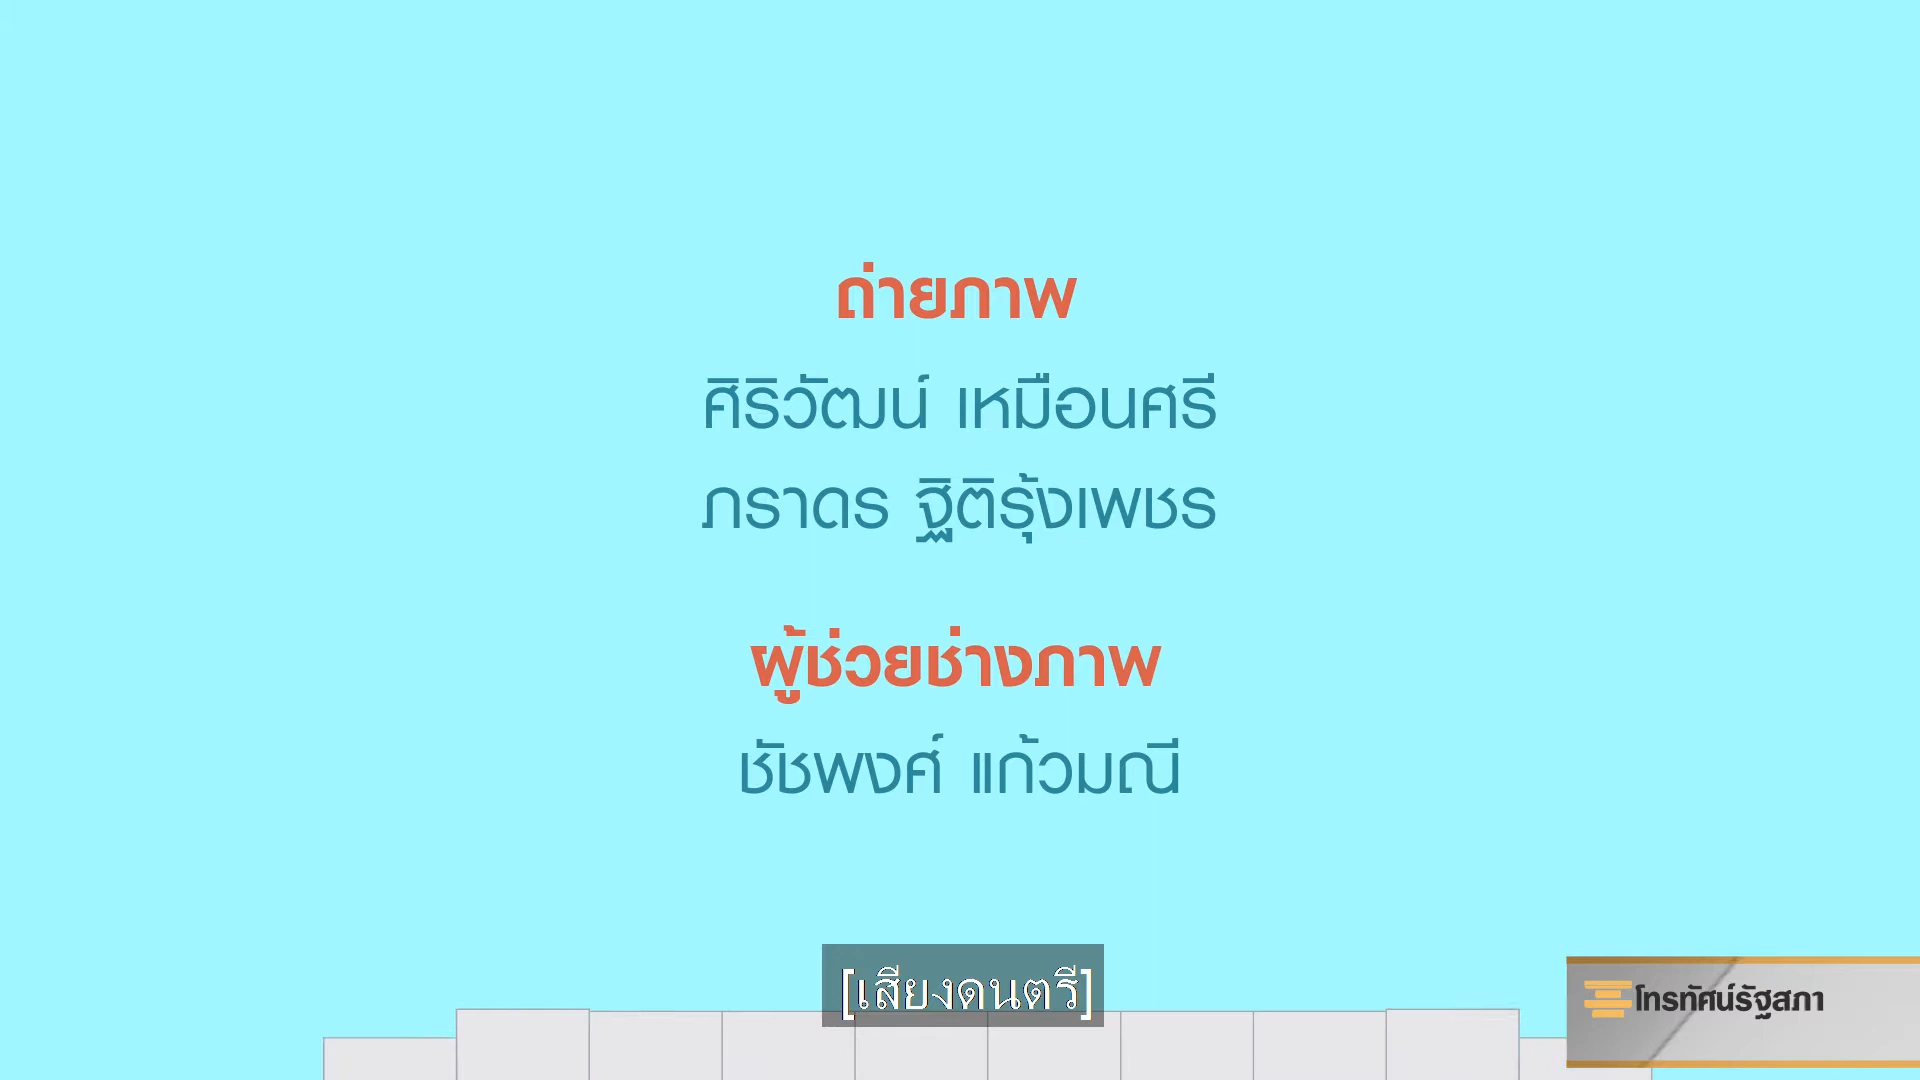 ถ่ายภาพ
ศิริวัฒน์ เหมือนศรี
ภราดร ฐิติรุ้งเพชร
ผู้ช่วยช่างภาพ
ชัชพงศ์ แก้วมณี
[เสียงดนตรี]
โทรทัศน์รัฐสภา